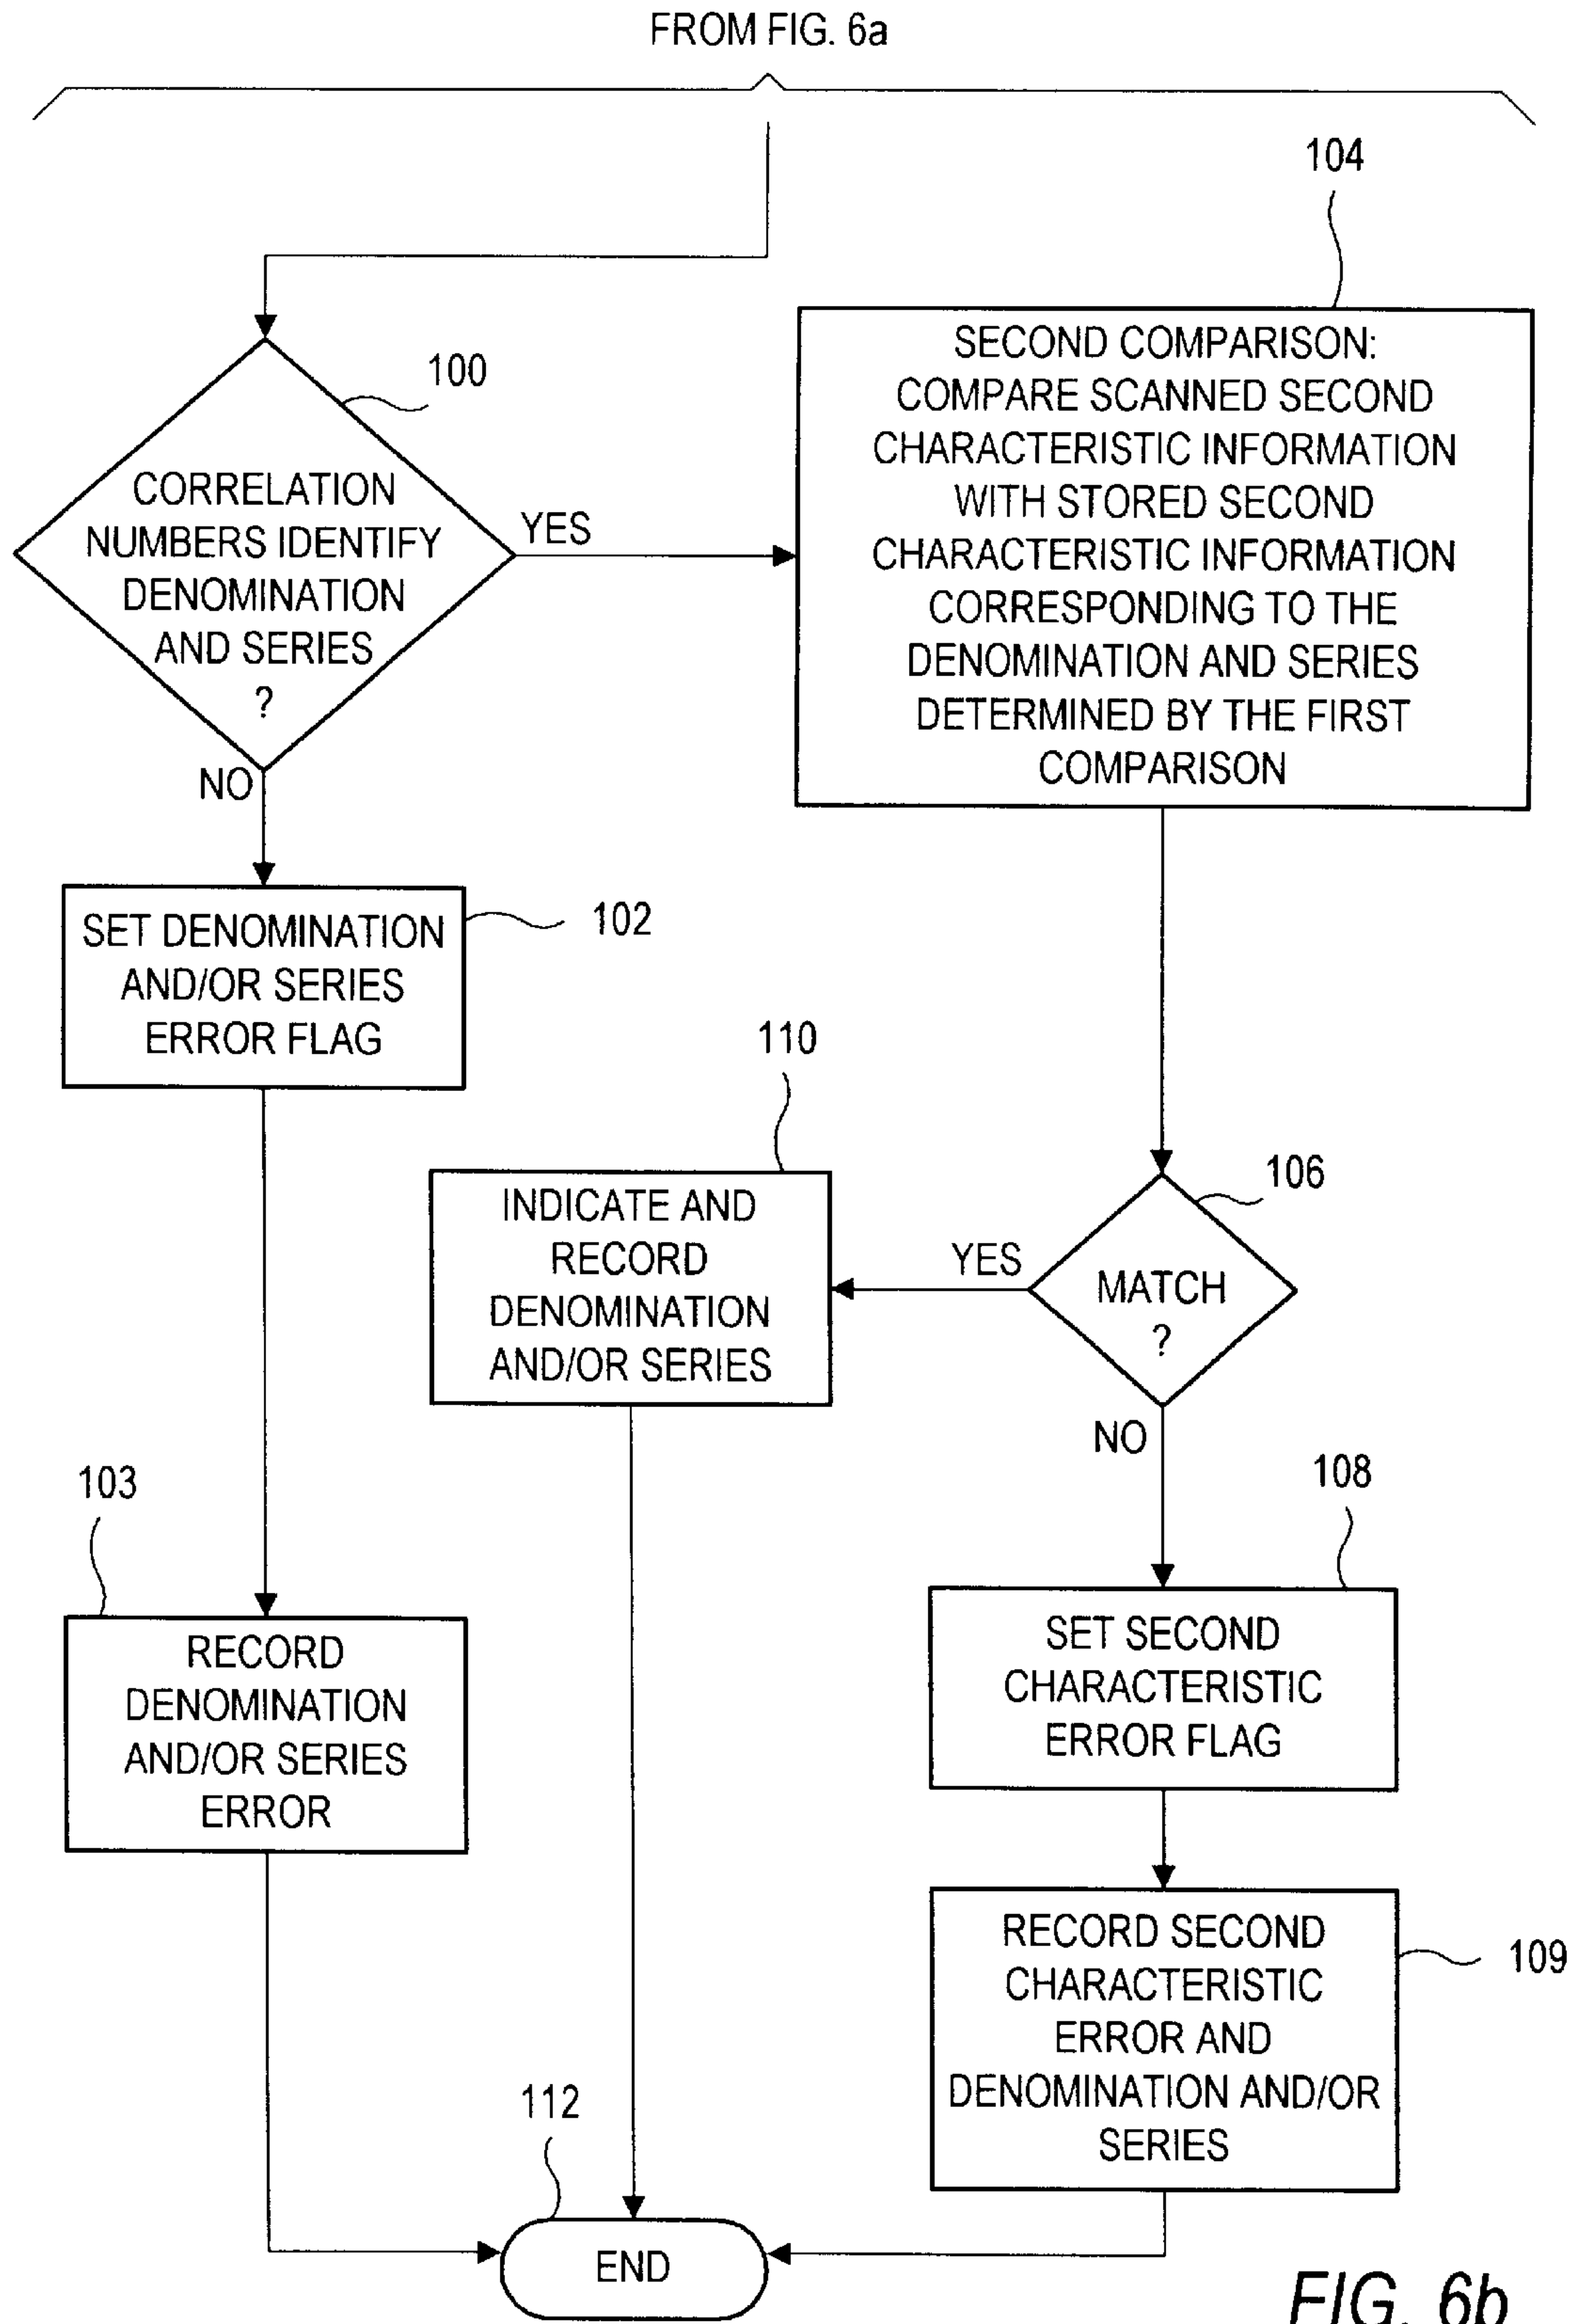 FROM FIG. 6a
104
100
SECOND COMPARISON:
COMPARE SCANNED SECOND
CHARACTERISTIC INFORMATION
WITH STORED SECOND
CHARACTERISTIC INFORMATION
CORRESPONDING TO THE
DENOMINATION AND SERIES
DETERMINED BY THE FIRST
COMPARISON
CORRELATION
NUMBERS IDENTIFY
DENOMINATION
AND SERIES
?
YES
NO
SET DENOMINATION
AND/OR SERIES
ERROR FLAG
102
110
106
INDICATE AND
RECORD
DENOMINATION
AND/OR SERIES
YES
MATCH
?
NO
103
108
RECORD
DENOMINATION
AND/OR SERIES
ERROR
SET SECOND
CHARACTERISTIC
ERROR FLAG
RECORD SECOND
CHARACTERISTIC
ERROR AND
DENOMINATION AND/OR
SERIES
109
112
END
FIG. 6b